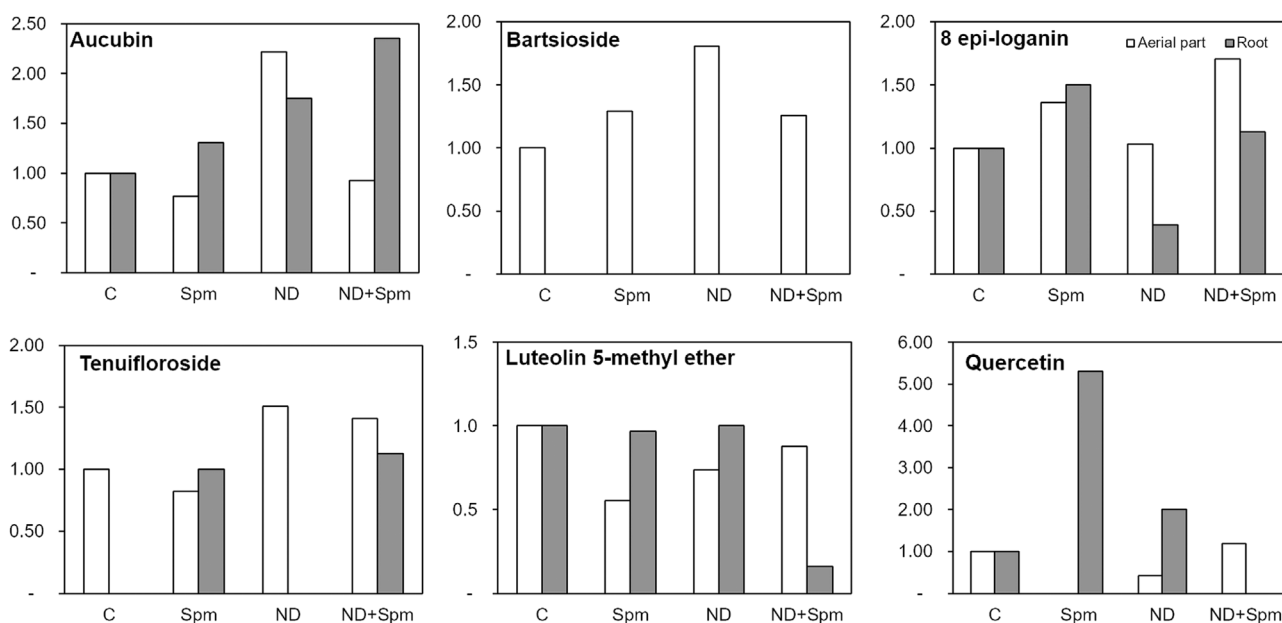 Aucubin
2.50
2.00
1.50
1.00
0.50
-
C Spm ND ND+Spm
Bartsioside
2.00
1.50
1.00
0.50
-
C Spm ND ND+Spm
8 epi-loganin
Aerial part Root
2.00
1.50
1.00
0.50
-
C Spm ND ND+Spm
Tenuifloroside
2.00
1.50
1.00
0.50
-
C Spm ND ND+Spm
Luteolin 5-methyl ether
1.5
1.0
0.5
-
C Spm ND ND+Spm
Quercetin
6.00
5.00
4.00
3.00
2.00
1.00
-
C Spm ND ND+Spm